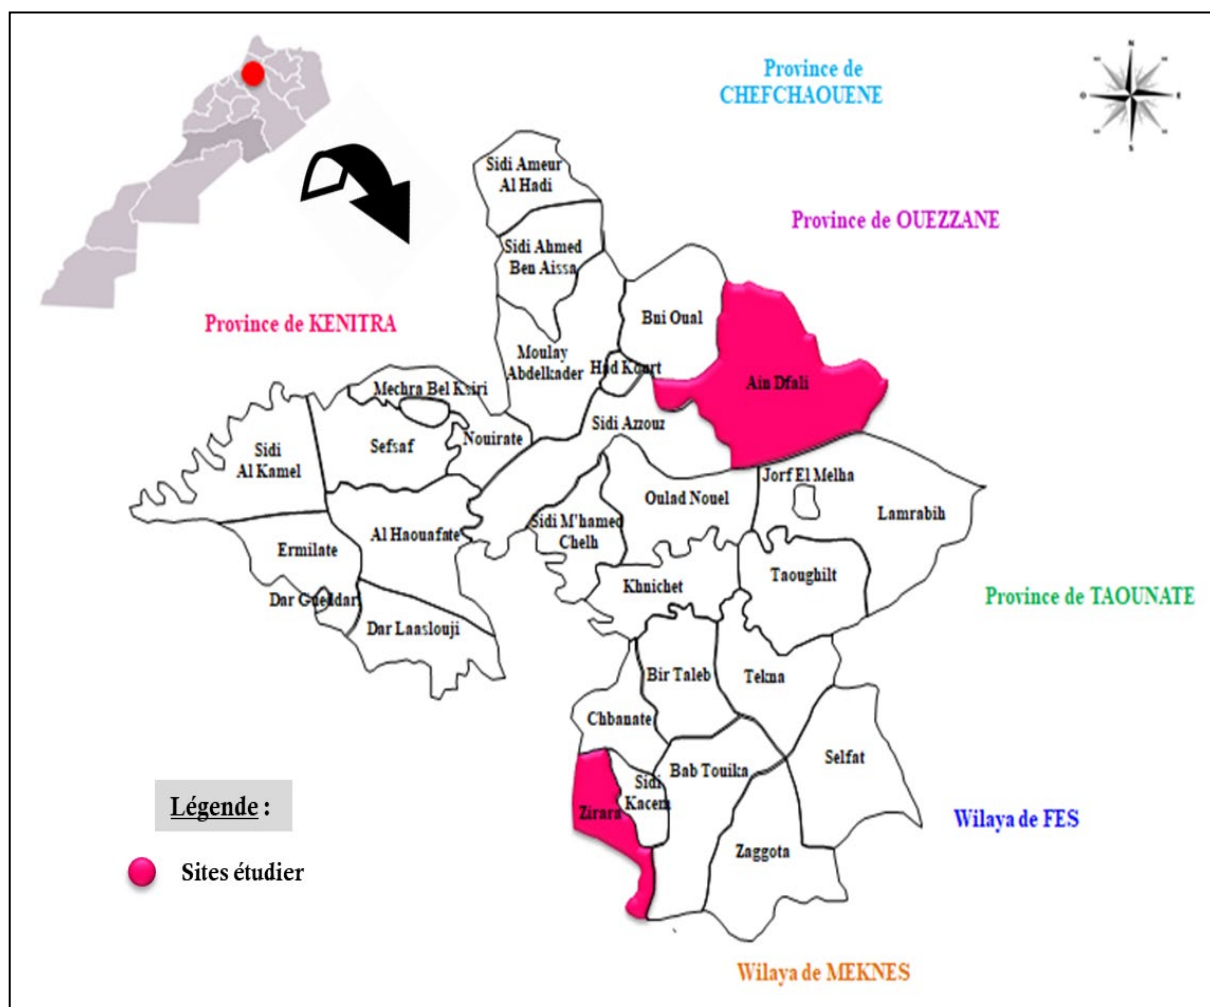 Province de
CHEFCHAOUENE
N
O
E
S
Sidi Ameur
Al Hadi
Province de OUEZZANE
Sidi Ahmed
Ben Aissa
Province de KENITRA
Bni Oual
Moulay
Abdelkader
Had Kourt
Mechra Bel Ksiri
Ain Dfali
Sidi Azzouz
Nouirate
Sefsaf
Sidi
Al Kamel
Jorf El Melha
Oulad Nouel
Lamrabih
Sidi M'hamed
Chelh
Al Haouafate
Ermilate
Khnichet
Taoughilt
Province de TAOUNATE
Dar Gueddari
Dar Laaslouji
Bir Taleb
Tekna
Chbanate
Selfat
Bab Touika
Sidi
Kacem
Zirara
Légende :
Wilaya de FES
Zaggota
Sites étudier
Wilaya de MEKNES